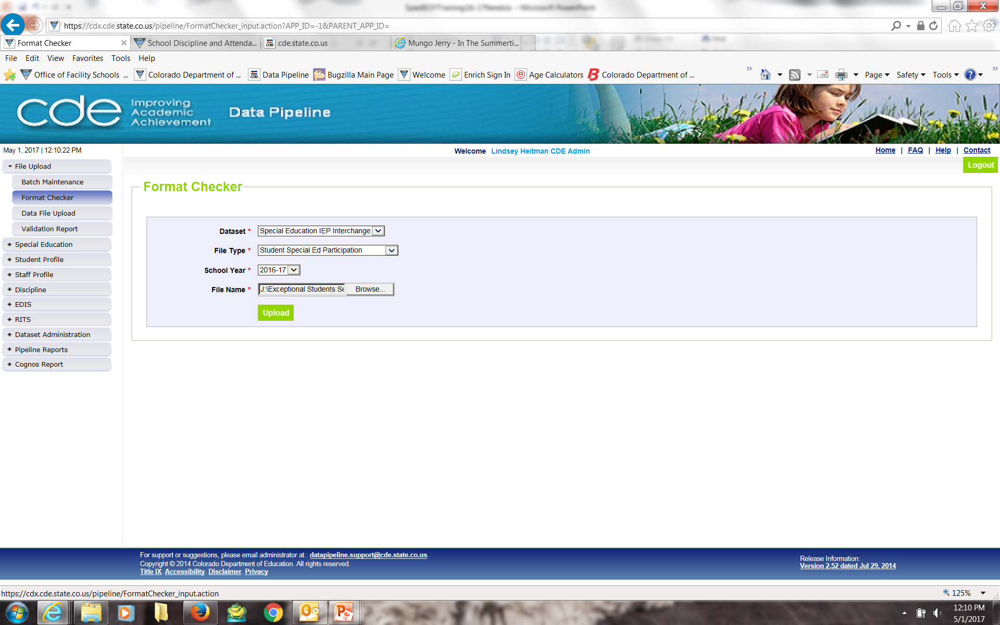 SpedEOYTraining16-17Newbie - Microsoft PowerPoint
https://cdx.cde.state.co.us/pipeline/FormatChecker_input.action?APP_ID=-1&PARENT_APP_ID=
Format Checker
School Discipline and Attenda...
cde.state.co.us
Mungo Jerry - In The Summerti...
File Edit View Favorites Tools Help
Office of Facility Schools ...
Colorado Department of ...
Data Pipeline
Bugzilla Main Page
Welcome
Enrich Sign In
Age Calculators
Colorado Department of ...
Page
Safety
Tools
cde Improving Academic Achievement
Data Pipeline
May 1, 2017 | 12:10:22 PM
Welcome Lindsey Heitman CDE Admin
Home | FAQ | Help | Contact
Logout
- File Upload
Batch Maintenance
Format Checker
Data File Upload
Validation Report
+ Special Education
+ Student Profile
+ Staff Profile
+ Discipline
+ EDIS
+ RITS
+ Dataset Administration
+ Pipeline Reports
+ Cognos Report
Format Checker
Dataset * Special Education IEP Interchange
File Type * Student Special Ed Participation
School Year * 2016-17
File Name * J:\Exceptional Students Se Browse...
Upload
For support or suggestions, please email administrator at : datapipeline.support@cde.state.co.us.
Copyright © 2014 Colorado Department of Education. All rights reserved.
Title IX. Accessibility. Disclaimer. Privacy
Release Information:
Version 2.52 dated Jul 29, 2014
https://cdx.cde.state.co.us/pipeline/FormatChecker_input.action
125%
12:10 PM
5/1/2017